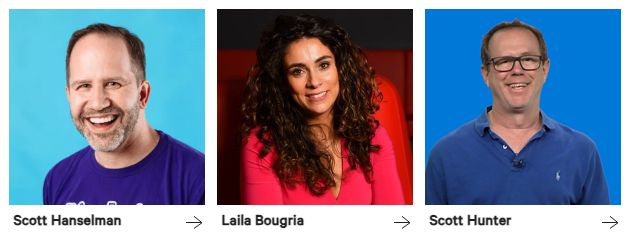 Scott Hanselman
Laila Bougria
Scott Hunter